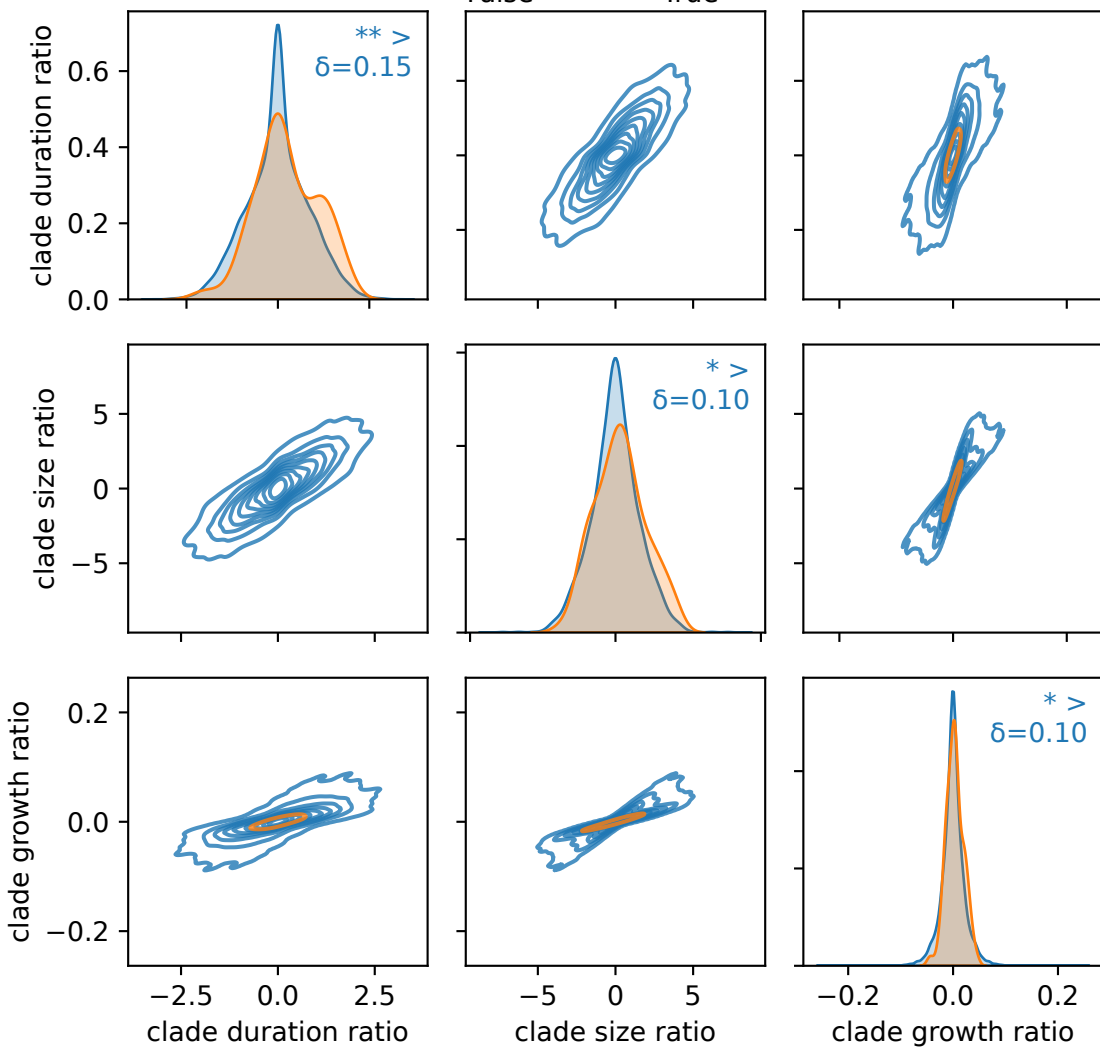 clade duration ratio
0.6
0.4
0.2
0.0
** >
δ=0.15
clade size ratio
5
0
−5
* >
δ=0.10
clade growth ratio
0.2
0.0
−0.2
* >
δ=0.10
−2.5 0.0 2.5
−5 0 5
−0.2 0.0 0.2
clade duration ratio
clade size ratio
clade growth ratio